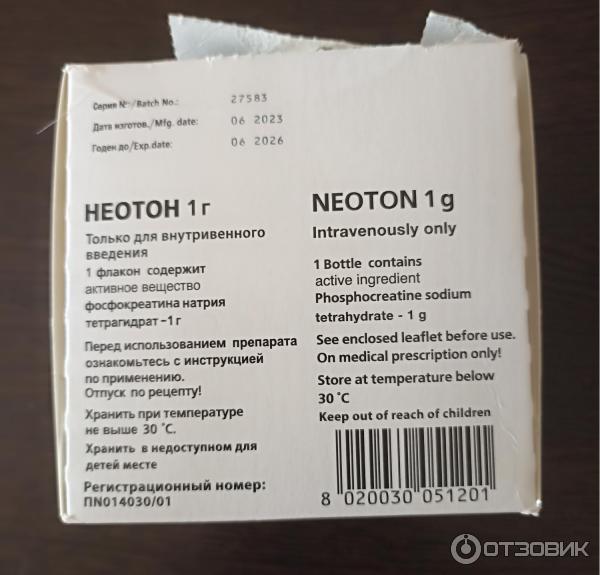 Серия №:/Batch No.: 27583
Дата изготов./Mfg. date: 06 2023
Годен до/Exp.date: 06 2026
НЕОТОН 1 г
Только для внутривенного
введения
1 флакон содержит
активное вещество
фосфокреатина натрия
тетрагидрат -1 г
Перед использованием препарата
ознакомьтесь с инструкцией
по применению.
Отпуск по рецепту!
Хранить при температуре
не выше 30 ˚C.
Хранить в недоступном для
детей месте
Регистрационный номер:
ПN014030/01
NEOTON 1 g
Intravenously only
1 Bottle contains
active ingredient
Phosphocreatine sodium
tetrahydrate - 1 g
See enclosed leaflet before use.
On medical prescription only!
Store at temperature below
30 ˚C
Keep out of reach of children
8 020030 051201
ОТЗОВИК